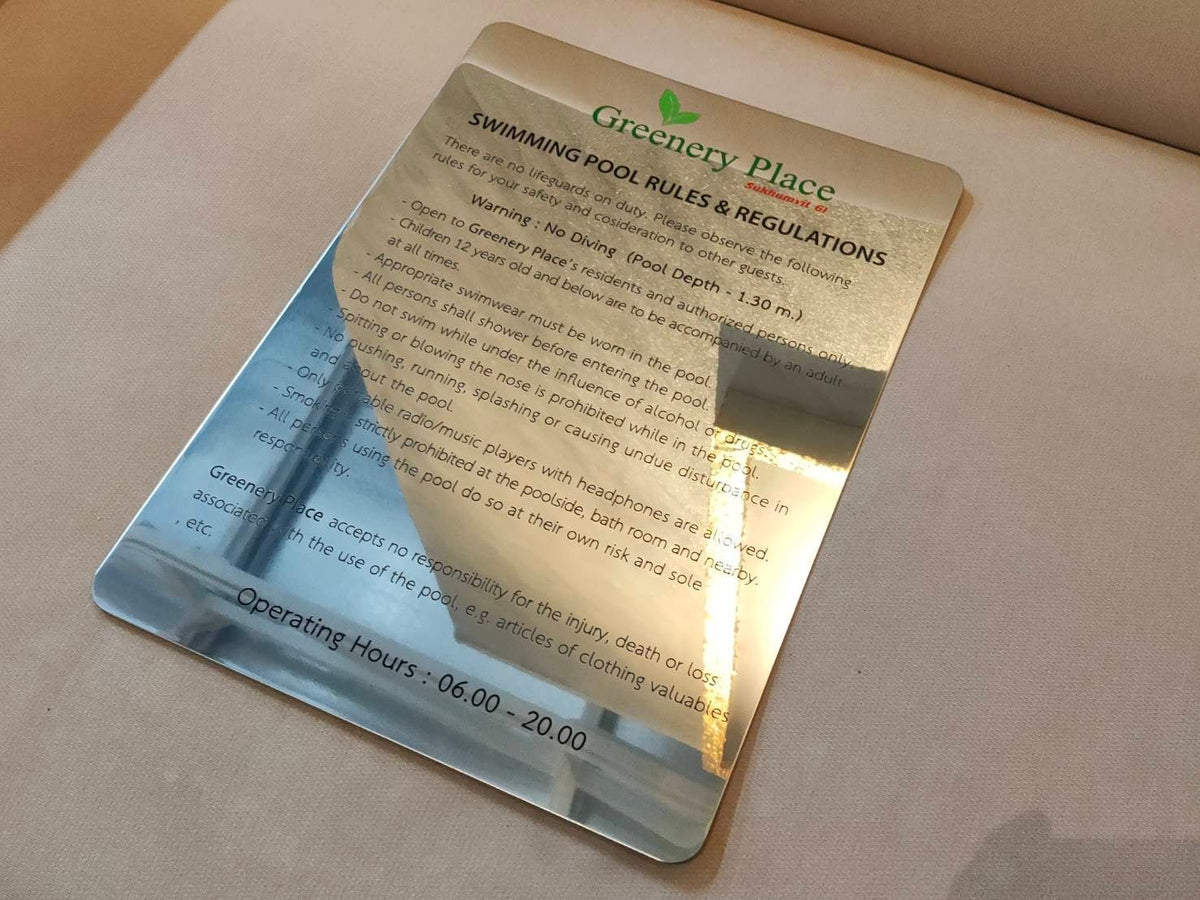 Greenery Place
Sukhumvit 61
SWIMMING POOL RULES & REGULATIONS
There are no lifeguards on duty. Please observe the following
rules for your safety and cosideration to other guests.
Warning : No Diving (Pool Depth - 1.30 m.)
- Open to Greenery Place's residents and authorized persons only.
- Children 12 years old and below are to be accompanied by an adult
at all times.
- Appropriate swimwear must be worn in the pool.
- All persons shall shower before entering the pool.
- Do not swim while under the influence of alcohol or drugs.
- Spitting or blowing the nose is prohibited while in the pool.
- No pushing, running, splashing or causing undue disturbance in
and about the pool.
- Only portable radio/music players with headphones are allowed.
- Smoking strictly prohibited at the poolside, bath room and nearby.
- All persons using the pool do so at their own risk and sole
responsibility.
Greenery Place accepts no responsibility for the injury, death or loss
associated with the use of the pool, e.g. articles of clothing valuables
, etc.
Operating Hours : 06.00 - 20.00